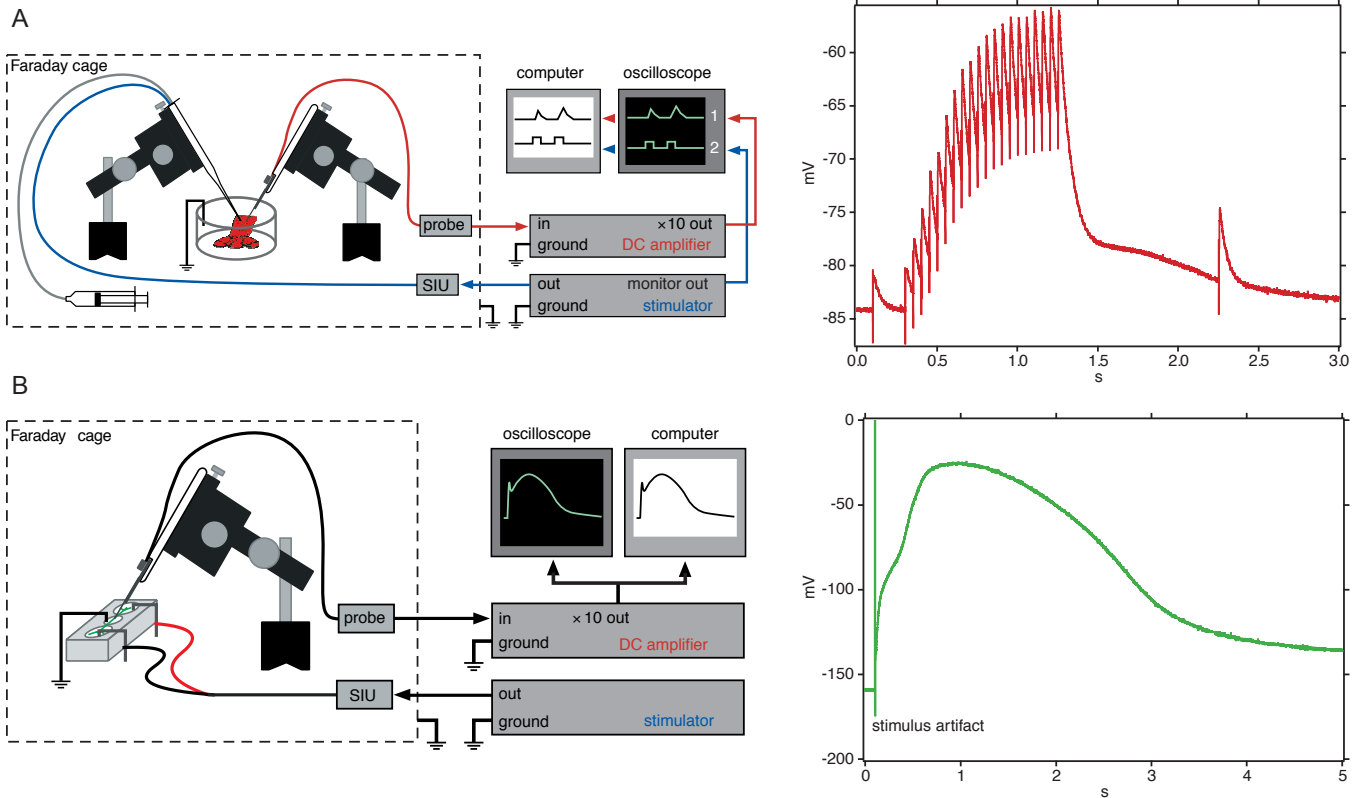 A
Faraday cage
computer
oscilloscope
1
2
probe
in
×10 out
ground
DC amplifier
SIU
out
monitor out
ground
stimulator
mV
-60
-65
-70
-75
-80
-85
0.0
0.5
1.0
1.5
2.0
2.5
3.0
s
B
Faraday cage
oscilloscope
computer
probe
in
×10 out
ground
DC amplifier
SIU
out
ground
stimulator
mV
0
-50
-100
-150
-200
stimulus artifact
0
1
2
3
4
5
s